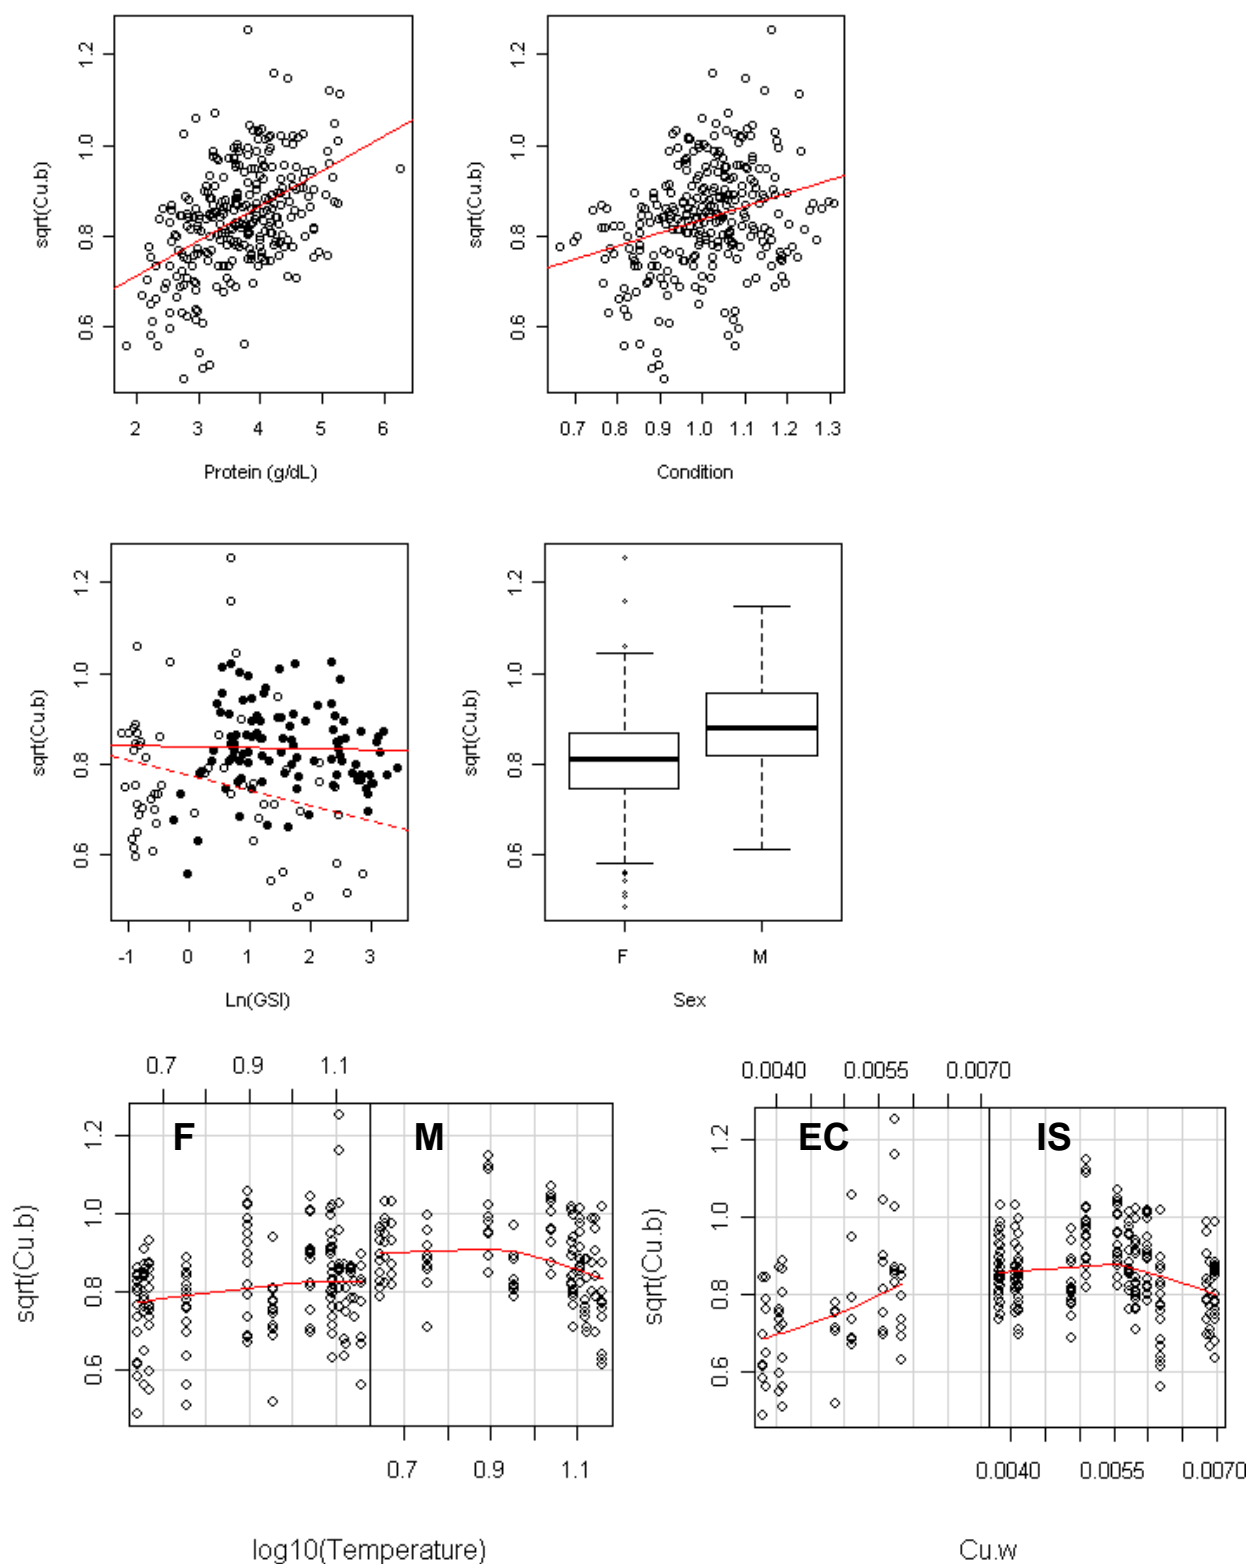 sqrt(Cu.b)
0.6 0.8 1.0 1.2
2 3 4 5 6
Protein (g/dL)
sqrt(Cu.b)
0.6 0.8 1.0 1.2
0.7 0.8 0.9 1.0 1.1 1.2 1.3
Condition
sqrt(Cu.b)
0.6 0.8 1.0 1.2
-1 0 1 2 3
Ln(GSI)
sqrt(Cu.b)
0.6 0.8 1.0 1.2
F M
Sex
0.7 0.9 1.1
F M
sqrt(Cu.b)
0.6 0.8 1.0 1.2
0.7 0.9 1.1
log10(Temperature)
0.0040 0.0055 0.0070
EC IS
sqrt(Cu.b)
0.6 0.8 1.0 1.2
0.0040 0.0055 0.0070
Cu.w